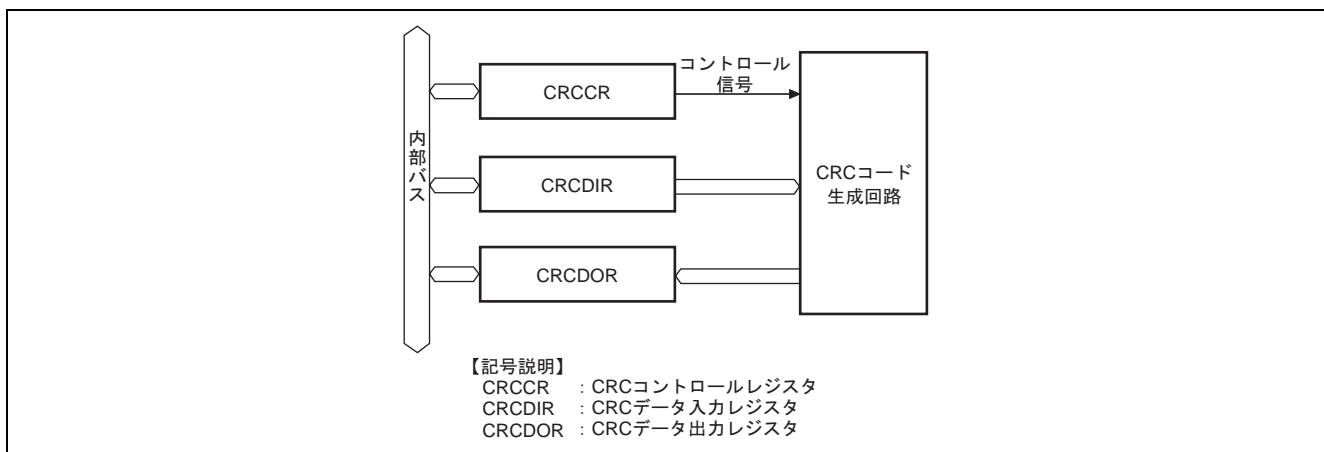 コントロール
信号
CRCCR
内部バス
CRCDIR
CRCコード
生成回路
CRCDOR
【記号説明】
CRCCR : CRCコントロールレジスタ
CRCDIR : CRCデータ入力レジスタ
CRCDOR : CRCデータ出力レジスタ